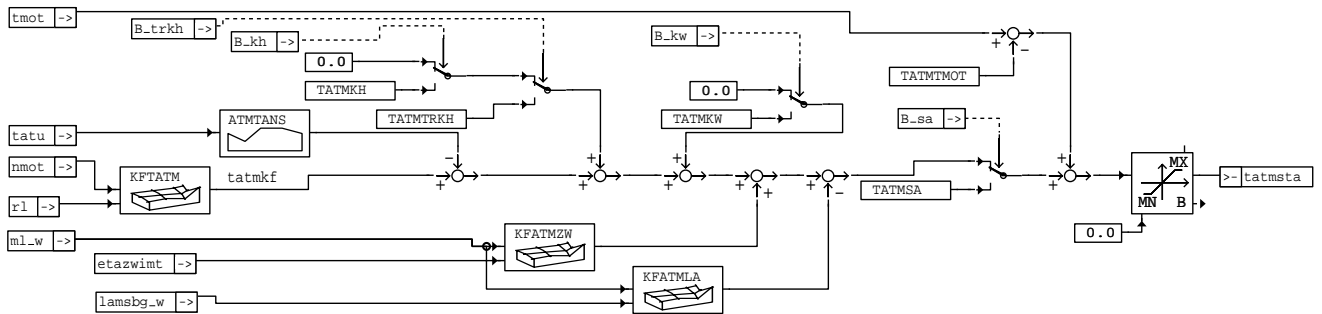 tmot ->
B_trkh ->
B_kh ->
B_kw ->
+ −
0.0
TATMKH
TATMTRKH
0.0
TATMKW
TATMTMOT
B_sa ->
tatu ->
ATMTANS
nmot ->
KFTATM
tatmkf
rl ->
− + + + + + + + + − + +
TATMSA
MX
MN B
>- tatmsta
0.0
ml_w ->
KFATMZW
etazwimt ->
KFATMLA
lamsbg_w ->